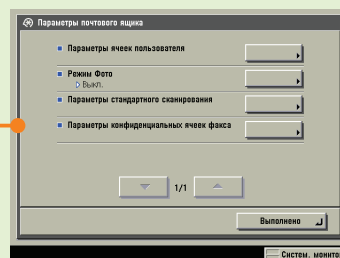 Параметры почтового ящика
Параметры ячеек пользователя
Режим Фото
Выкл.
Параметры стандартного сканирования
Параметры конфиденциальных ячеек факса
1/1
Выполнено
Систем. монито